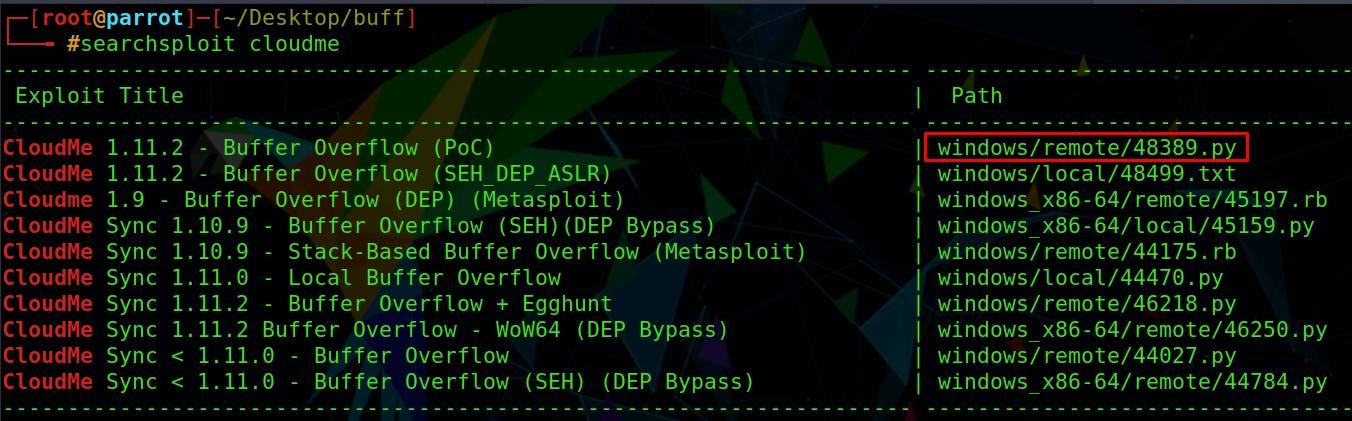 ┌─[root@parrot]─[~/Desktop/buff]
└──╼ #searchsploit cloudme
---------------------------------------------------------------------- ---------------------------------
Exploit Title | Path
---------------------------------------------------------------------- ---------------------------------
CloudMe 1.11.2 - Buffer Overflow (PoC) | windows/remote/48389.py
CloudMe 1.11.2 - Buffer Overflow (SEH_DEP_ASLR) | windows/local/48499.txt
Cloudme 1.9 - Buffer Overflow (DEP) (Metasploit) | windows_x86-64/remote/45197.rb
CloudMe Sync 1.10.9 - Buffer Overflow (SEH)(DEP Bypass) | windows_x86-64/local/45159.py
CloudMe Sync 1.10.9 - Stack-Based Buffer Overflow (Metasploit) | windows/remote/44175.rb
CloudMe Sync 1.11.0 - Local Buffer Overflow | windows/local/44470.py
CloudMe Sync 1.11.2 - Buffer Overflow + Egghunt | windows/remote/46218.py
CloudMe Sync 1.11.2 Buffer Overflow - WoW64 (DEP Bypass) | windows_x86-64/remote/46250.py
CloudMe Sync < 1.11.0 - Buffer Overflow | windows/remote/44027.py
CloudMe Sync < 1.11.0 - Buffer Overflow (SEH) (DEP Bypass) | windows_x86-64/remote/44784.py
---------------------------------------------------------------------- ---------------------------------